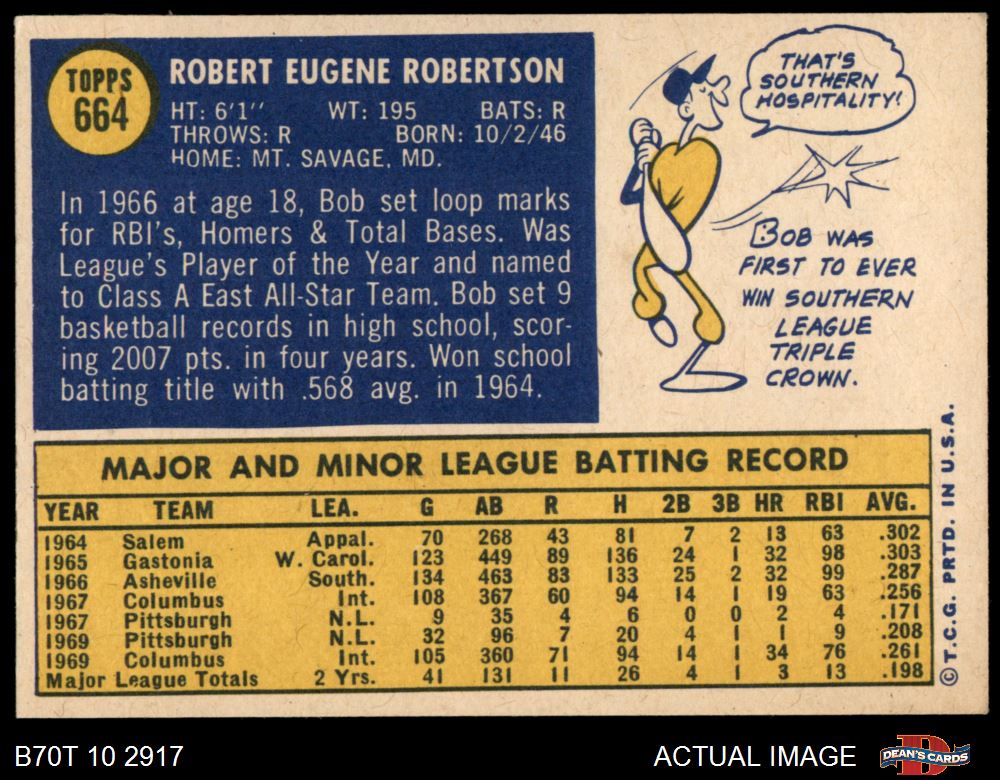 TOPPS
664
ROBERT EUGENE ROBERTSON
HT: 6'1'' WT: 195 BATS: R
THROWS: R BORN: 10/2/46
HOME: MT. SAVAGE, MD.
In 1966 at age 18, Bob set loop marks
for RBI's, Homers & Total Bases. Was
League's Player of the Year and named
to Class A East All-Star Team. Bob set 9
basketball records in high school, scor-
ing 2007 pts. in four years. Won school
batting title with .568 avg. in 1964.
THAT'S
SOUTHERN
HOSPITALITY!
BOB WAS
FIRST TO EVER
WIN SOUTHERN
LEAGUE
TRIPLE
CROWN.
MAJOR AND MINOR LEAGUE BATTING RECORD
YEAR TEAM LEA. G AB R H 2B 3B HR RBI AVG.
1964 Salem Appal. 70 268 43 81 7 2 13 63 .302
1965 Gastonia W. Carol. 123 449 89 136 24 1 32 98 .303
1966 Asheville South. 134 463 83 133 25 2 32 99 .287
1967 Columbus Int. 108 367 60 94 14 1 19 63 .256
1967 Pittsburgh N.L. 9 35 4 6 0 0 2 4 .171
1969 Pittsburgh N.L. 32 96 7 20 4 1 1 9 .208
1969 Columbus Int. 105 360 71 94 14 1 34 76 .261
Major League Totals 2 Yrs. 41 131 11 26 4 1 3 13 .198
© T.C.G. PRTD. IN U.S.A.
B70T 10 2917 ACTUAL IMAGE
DEAN'S CARDS